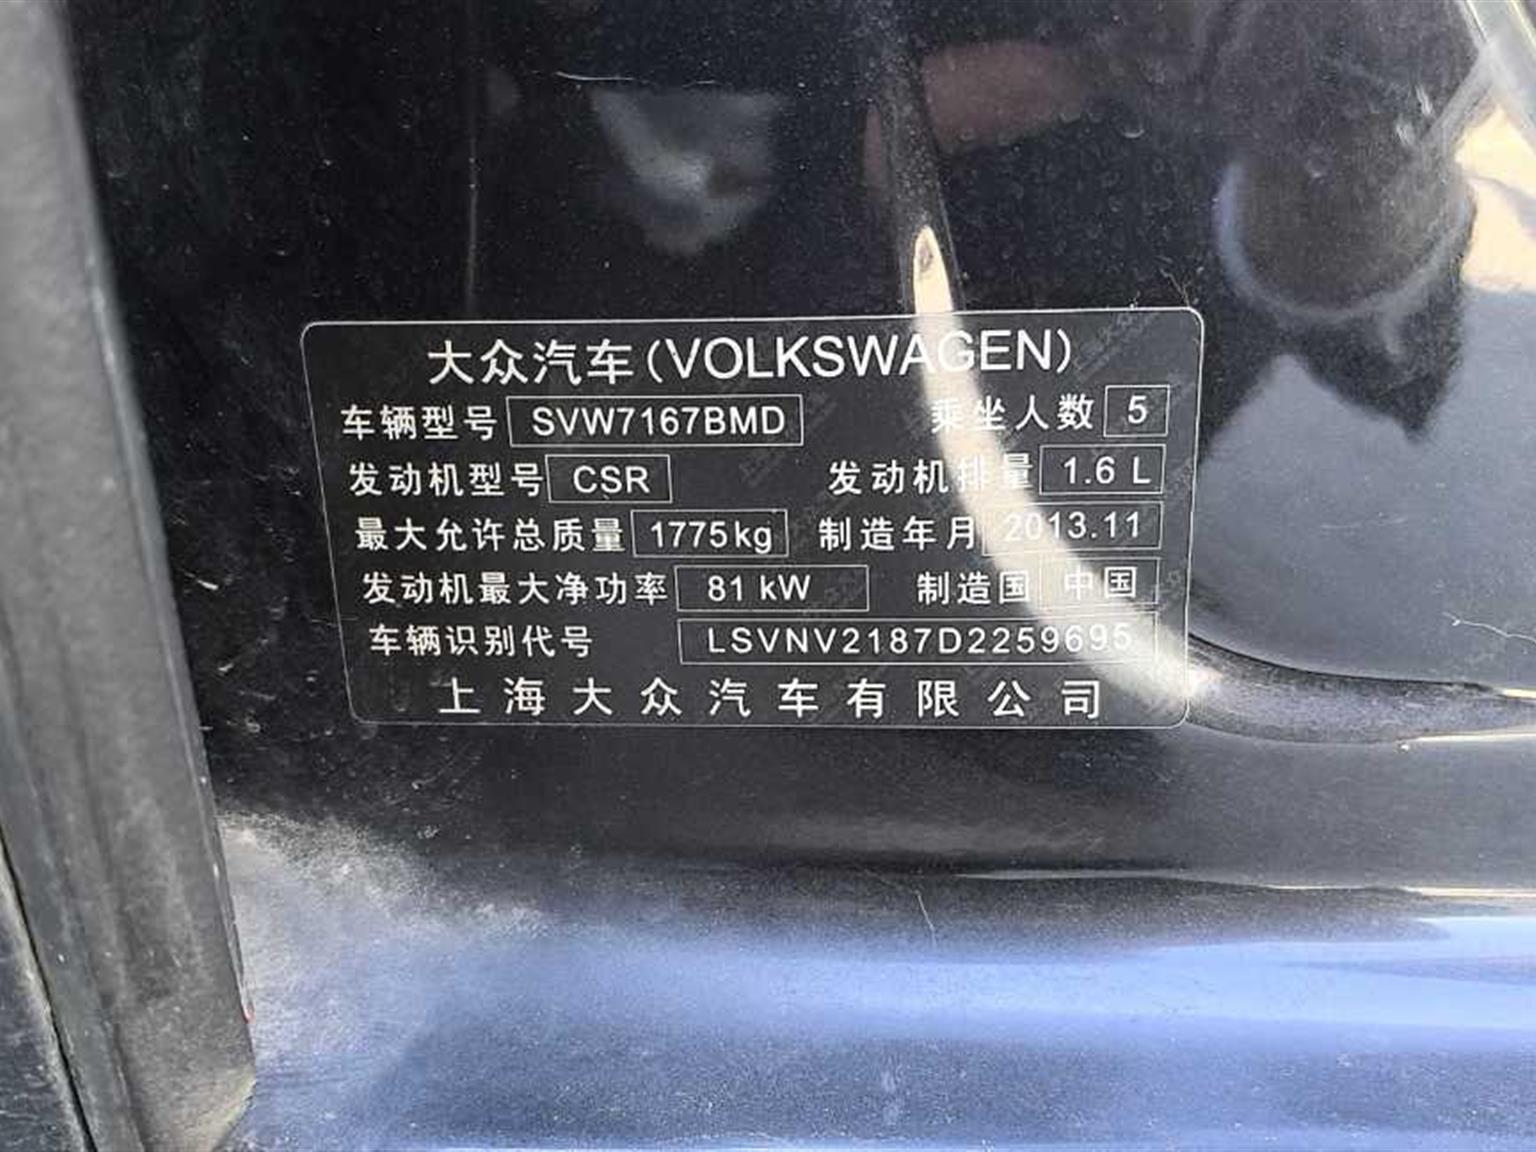 大众汽车(VOLKSWAGEN)
车辆型号 SVW7167BMD 乘坐人数 5
发动机型号 CSR 发动机排量 1.6 L
最大允许总质量 1775kg 制造年月 2013.11
发动机最大净功率 81 kW 制造国 中国
车辆识别代号 LSVNV2187D2259695
上海大众汽车有限公司